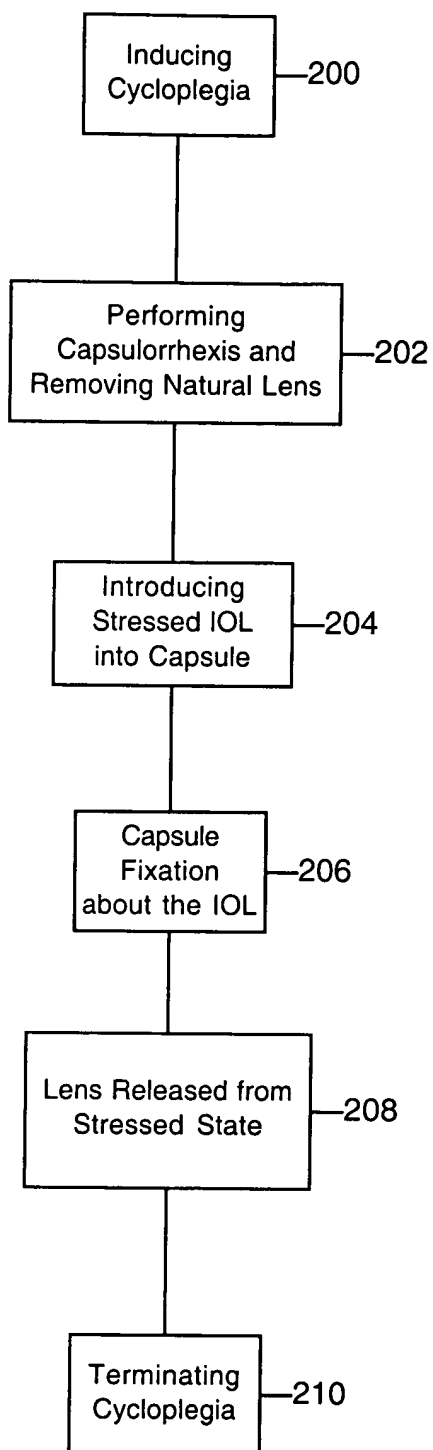 Inducing
Cycloplegia
200
Performing
Capsulorrhexis and
Removing Natural Lens
202
Introducing
Stressed IOL
into Capsule
204
Capsule
Fixation
about the IOL
206
Lens Released from
Stressed State
208
Terminating
Cycloplegia
210